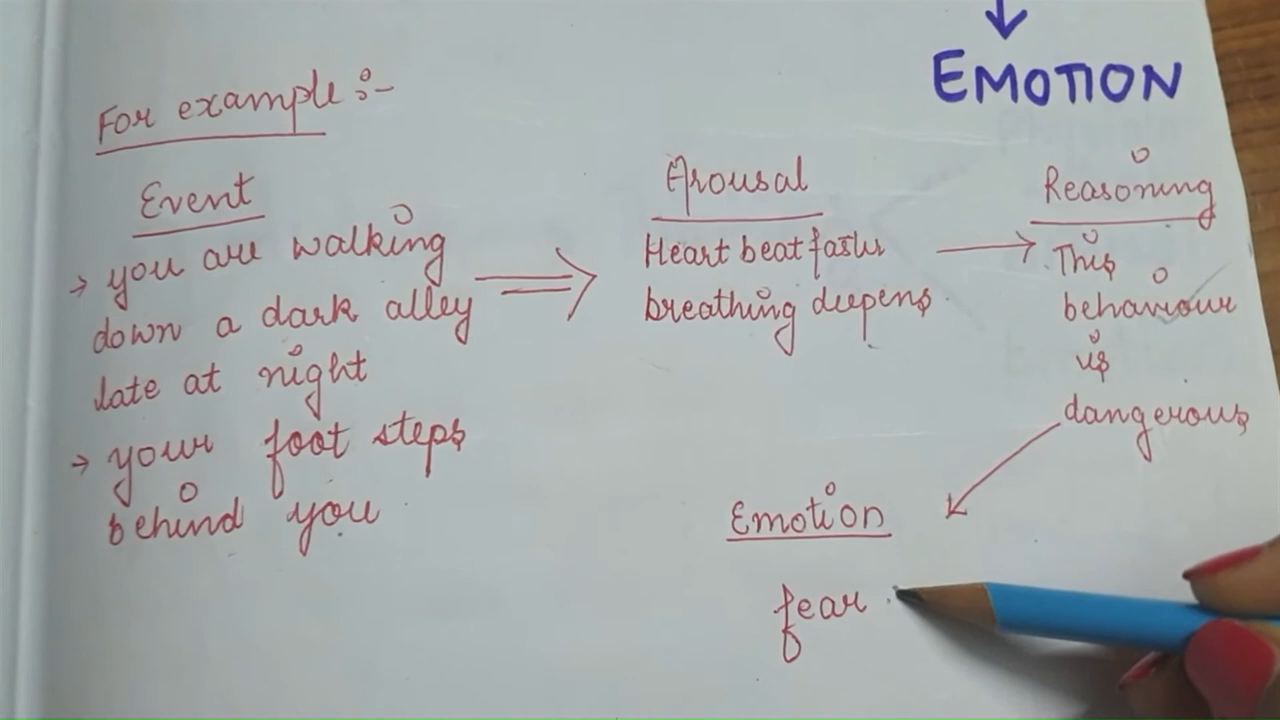 EMOTION
For example :-
Event
→ you are walking
down a dark alley
late at night
→ your foot steps
behind you
Arousal
Heart beat faster
breathing deepens.
Reasoning
This
behaviour
is
dangerous
Emotion
fear.